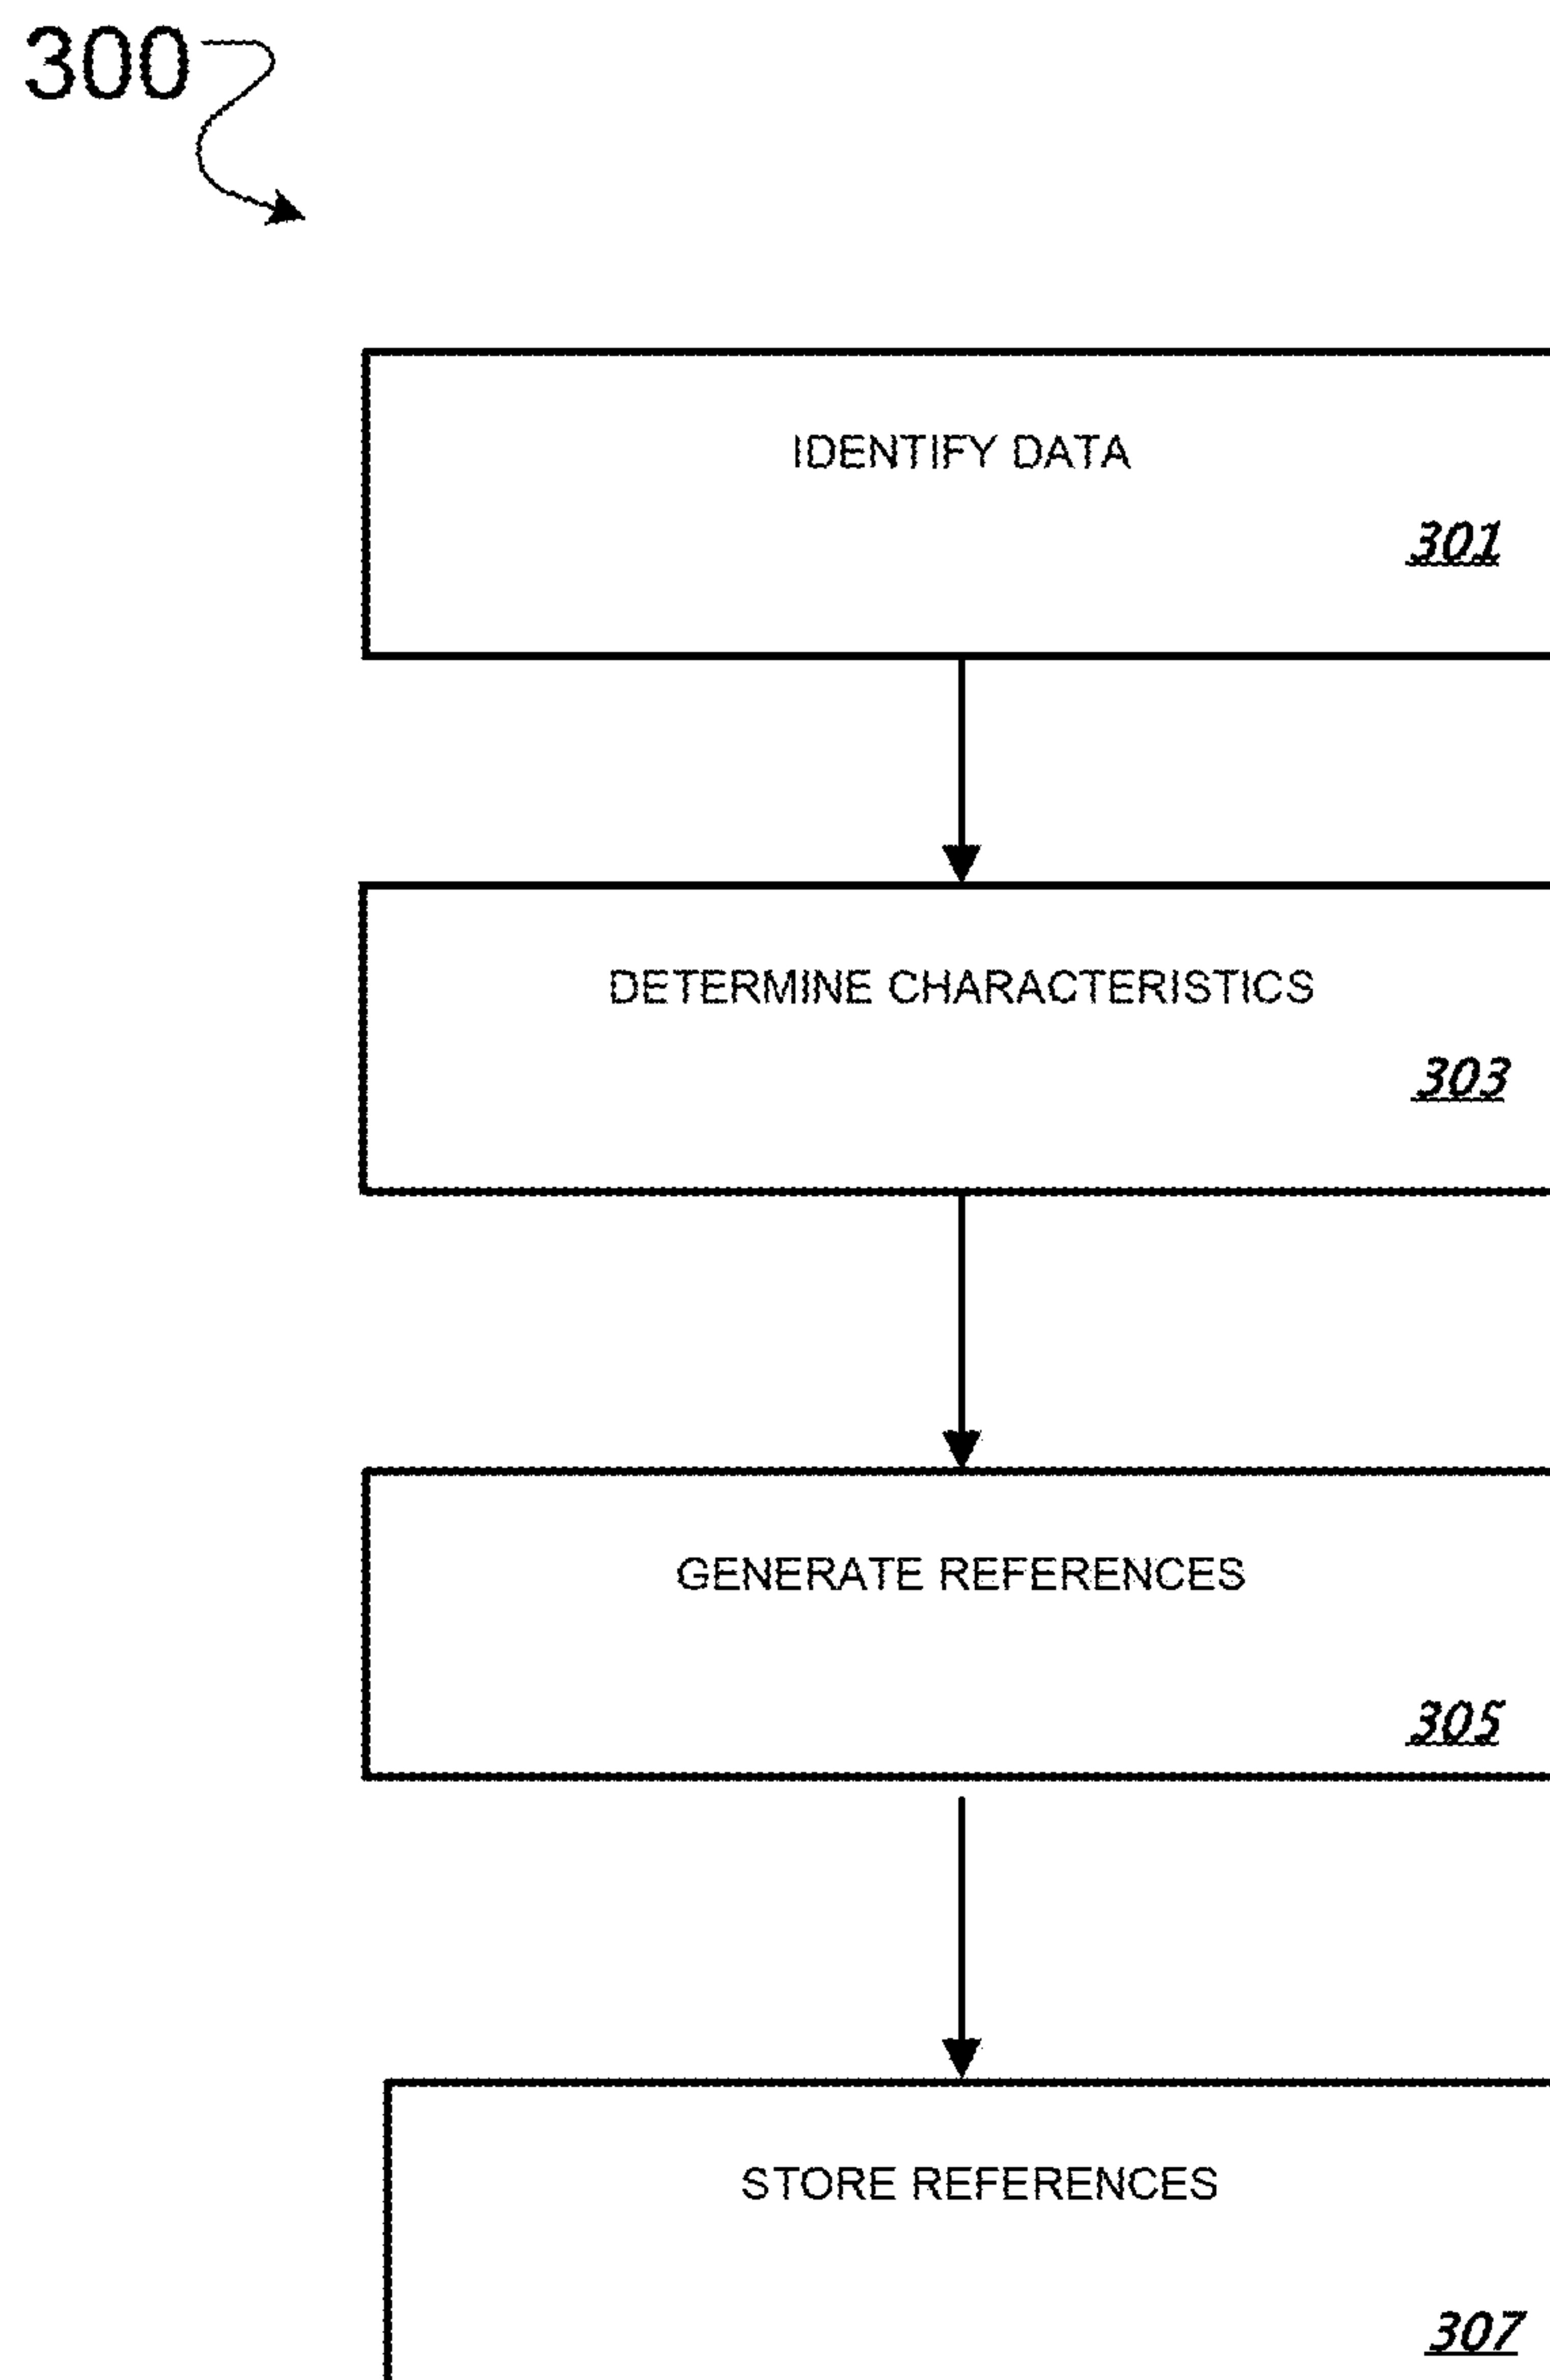 300
IDENTIFY DATA
301
DETERMINE CHARACTERISTICS
303
GENERATE REFERENCES
305
STORE REFERENCES
307